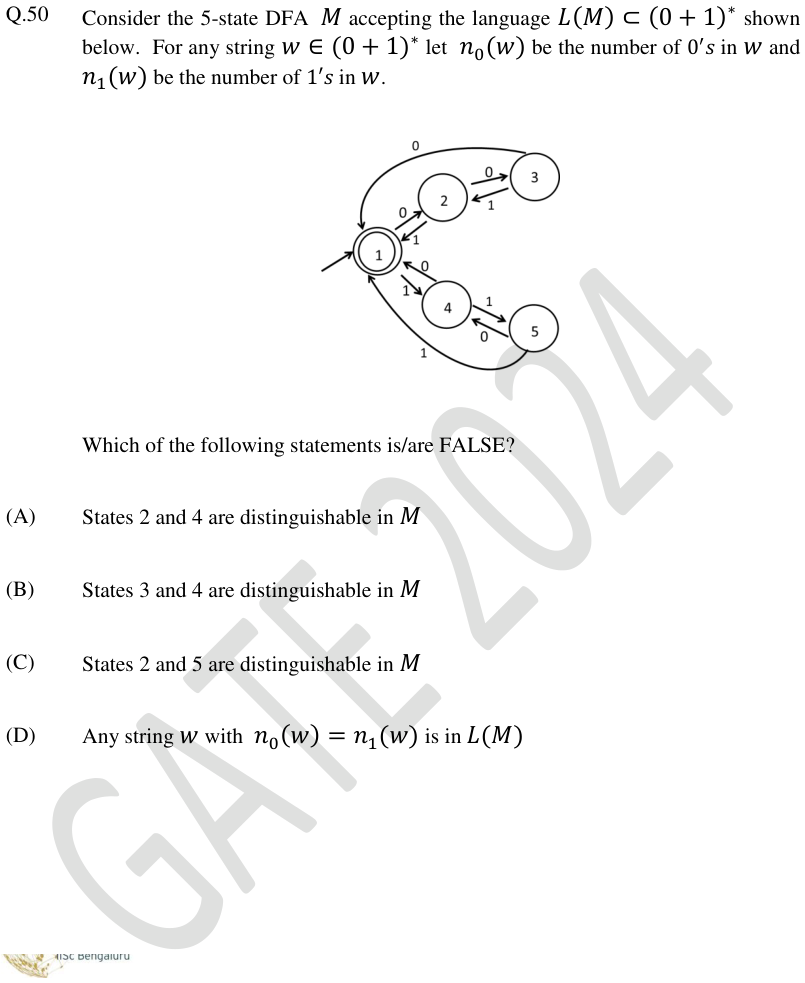 Q.50 Consider the 5-state DFA M accepting the language L(M) ⊂ (0 + 1)* shown
below. For any string w ∈ (0 + 1)* let n₀(w) be the number of 0's in w and
n₁(w) be the number of 1's in w.
0
0
3
2
1
0
1
1
0
1
4
1
5
0
1
Which of the following statements is/are FALSE?
(A) States 2 and 4 are distinguishable in M
(B) States 3 and 4 are distinguishable in M
(C) States 2 and 5 are distinguishable in M
(D) Any string w with n₀(w) = n₁(w) is in L(M)
GATE 2024
IISc Bengaluru